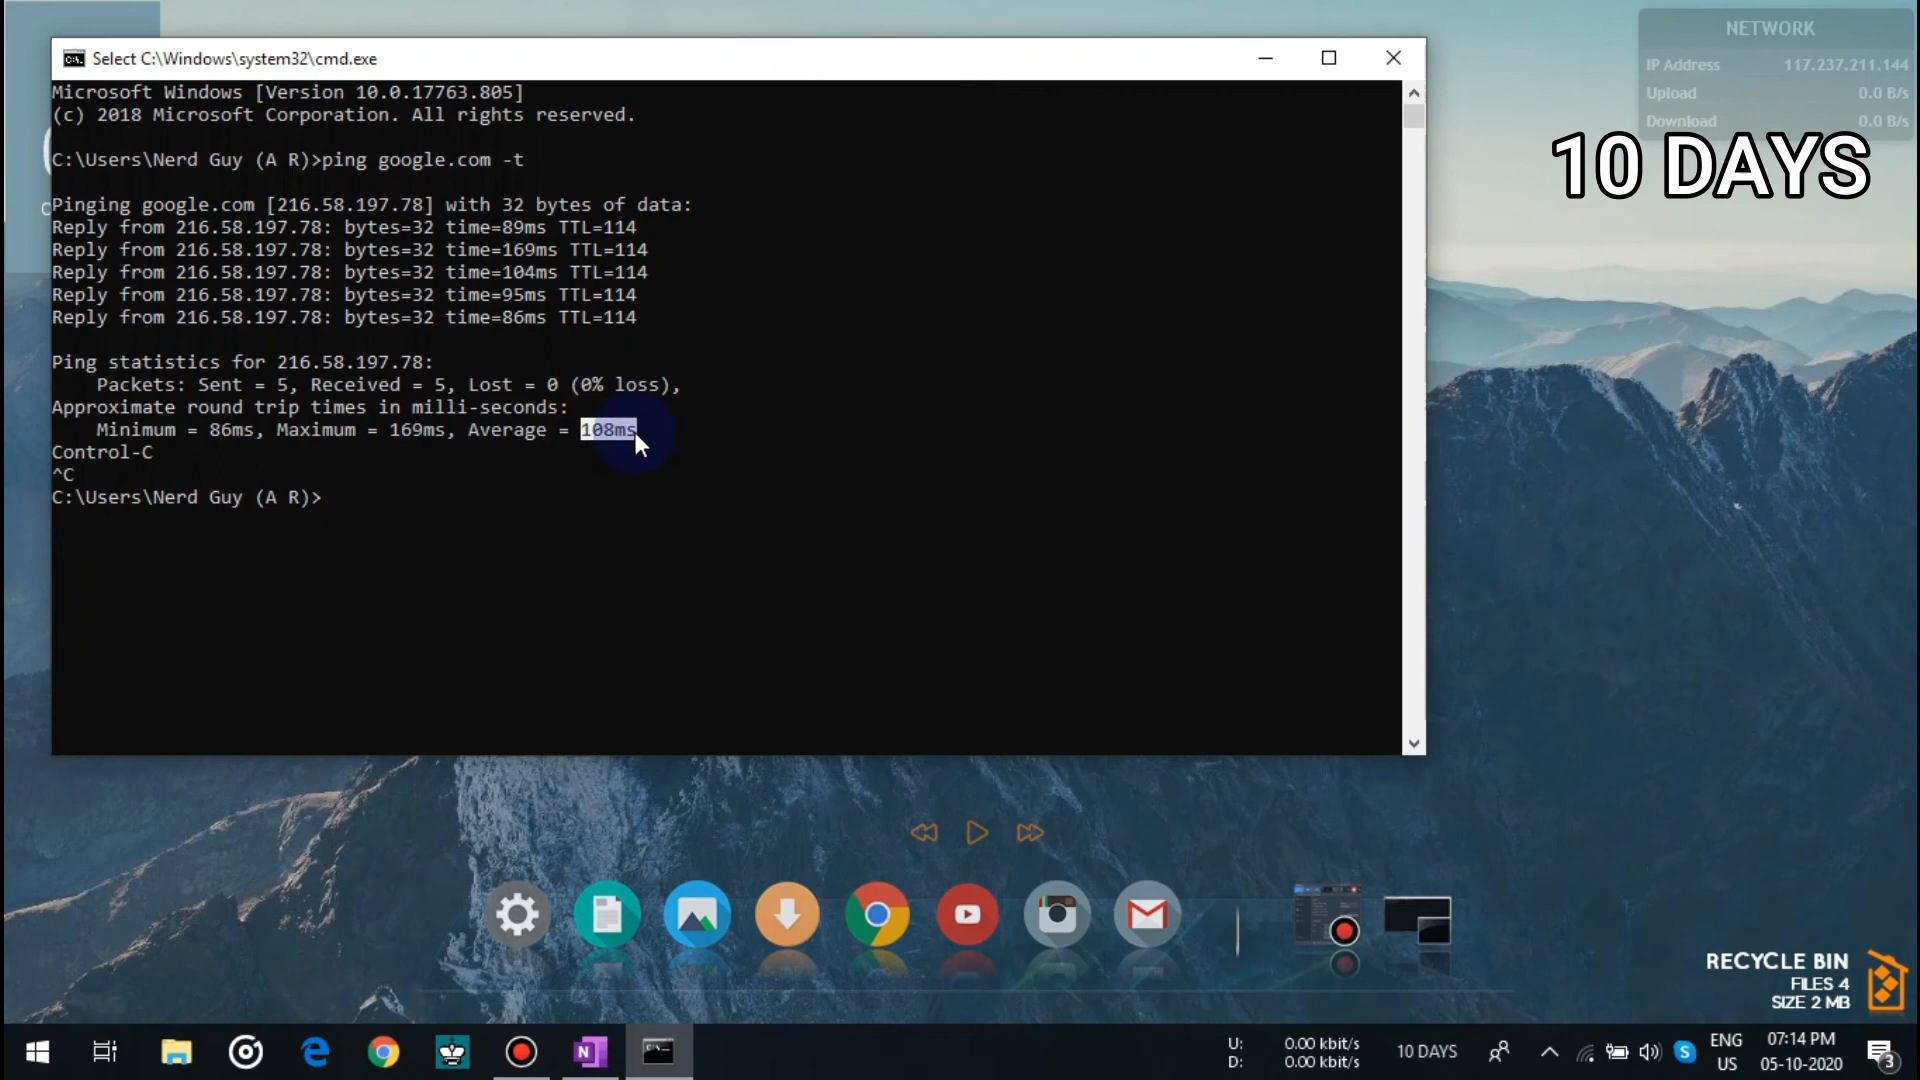 Select C:\Windows\system32\cmd.exe
Microsoft Windows [Version 10.0.17763.805]
(c) 2018 Microsoft Corporation. All rights reserved.
C:\Users\Nerd Guy (A R)>ping google.com -t
Pinging google.com [216.58.197.78] with 32 bytes of data:
Reply from 216.58.197.78: bytes=32 time=89ms TTL=114
Reply from 216.58.197.78: bytes=32 time=169ms TTL=114
Reply from 216.58.197.78: bytes=32 time=104ms TTL=114
Reply from 216.58.197.78: bytes=32 time=95ms TTL=114
Reply from 216.58.197.78: bytes=32 time=86ms TTL=114
Ping statistics for 216.58.197.78:
Packets: Sent = 5, Received = 5, Lost = 0 (0% loss),
Approximate round trip times in milli-seconds:
Minimum = 86ms, Maximum = 169ms, Average = 108ms
Control-C
^C
C:\Users\Nerd Guy (A R)>
NETWORK
IP Address 117.237.211.144
Upload 0.0 B/s
Download 0.0 B/s
10 DAYS
RECYCLE BIN
FILES 4
SIZE 2 MB
U: 0.00 kbit/s
D: 0.00 kbit/s
10 DAYS
ENG
US
07:14 PM
05-10-2020
3